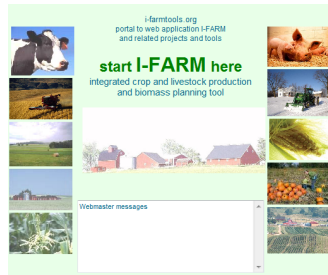 i-farmtools.org
portal to web application I-FARM
and related projects and tools
start I-FARM here
integrated crop and livestock production
and biomass planning tool
Webmaster messages